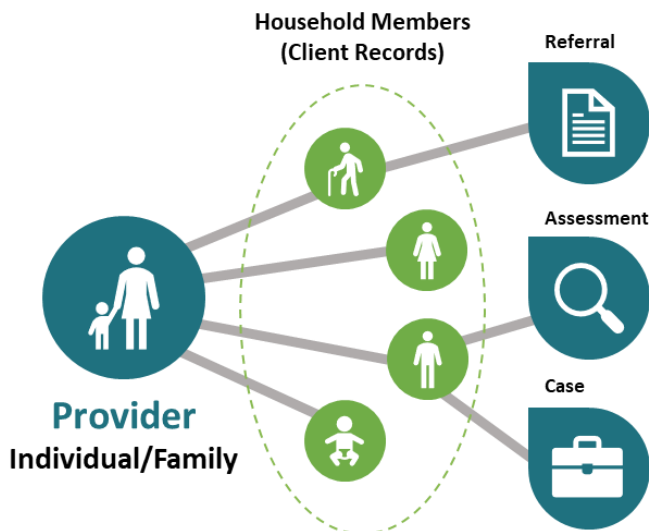 Household Members
(Client Records)
Referral
Assessment
Case
Provider
Individual/Family